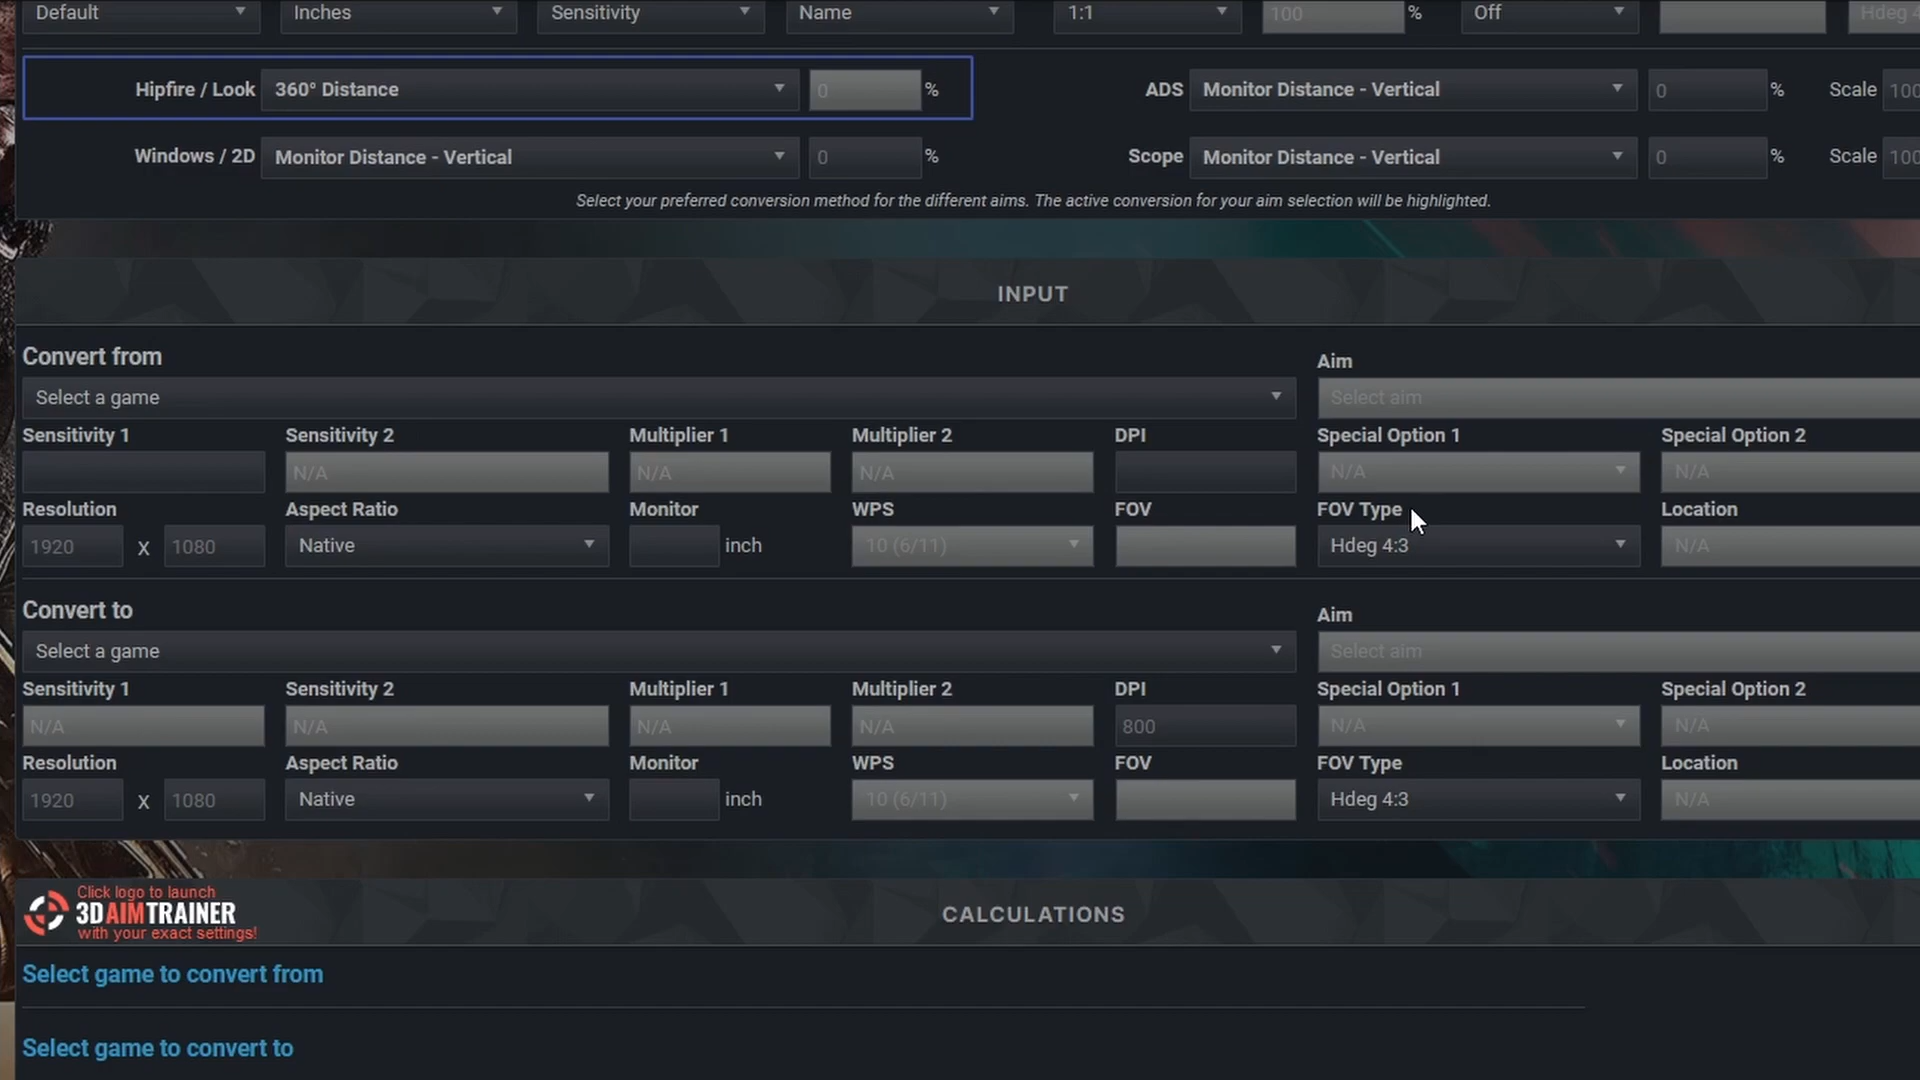 Default Inches Sensitivity Name 1:1 100 % Off Hdeg 4
Hipfire / Look 360° Distance 0 % ADS Monitor Distance - Vertical 0 % Scale 100
Windows / 2D Monitor Distance - Vertical 0 % Scope Monitor Distance - Vertical 0 % Scale 100
Select your preferred conversion method for the different aims. The active conversion for your aim selection will be highlighted.
INPUT
Convert from Aim
Select a game Select aim
Sensitivity 1 Sensitivity 2 Multiplier 1 Multiplier 2 DPI Special Option 1 Special Option 2
N/A N/A N/A N/A N/A
Resolution Aspect Ratio Monitor WPS FOV FOV Type Location
1920 x 1080 Native inch 10 (6/11) Hdeg 4:3 N/A
Convert to Aim
Select a game Select aim
Sensitivity 1 Sensitivity 2 Multiplier 1 Multiplier 2 DPI Special Option 1 Special Option 2
N/A N/A N/A N/A 800 N/A N/A
Resolution Aspect Ratio Monitor WPS FOV FOV Type Location
1920 x 1080 Native inch 10 (6/11) Hdeg 4:3 N/A
Click logo to launch
3DAIMTRAINER
with your exact settings!
CALCULATIONS
Select game to convert from
Select game to convert to